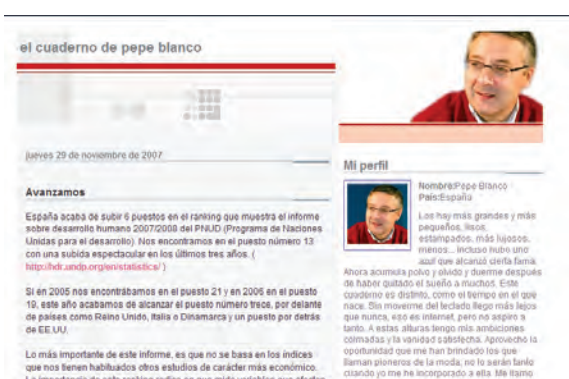 el cuaderno de pepe blanco
jueves 29 de noviembre de 2007
Avanzamos
España acaba de subir 6 puestos en el ranking que muestra el informe
sobre desarrollo humano 2007/2008 del PNUD (Programa de Naciones
Unidas para el desarrollo). Nos encontramos en el puesto número 13
con una subida espectacular en los últimos tres años. (
http://hdr.undp.org/en/statistics/ )
Si en 2005 nos encontrábamos en el puesto 21 y en 2006 en el puesto
19, este año acabamos de alcanzar el puesto número trece, por delante
de países como Reino Unido, Italia o Dinamarca y un puesto por detrás
de EE.UU.
Lo más importante de este informe, es que no se basa en los índices
que nos tienen habituados otros estudios de carácter más económico.
Mi perfil
Nombre:Pepe Blanco
País:España
Los hay más grandes y más
pequeños, lisos,
estampados, más lujosos,
menos... Incluso hubo uno
azul que alcanzó cierta fama.
Ahora acumula polvo y olvido y duerme después
de haber quitado el sueño a muchos. Este
cuaderno es distinto, como el tiempo en el que
nace. Sin moverme del teclado llego más lejos
que nunca, eso es internet, pero no aspiro a
tanto. A estas alturas tengo mis ambiciones
colmadas y la vanidad satisfecha. Aprovecho la
oportunidad que me han brindado los que
llaman pioneros de la moda, no lo serán tanto
cuando yo me he incorporado a ella. Me llamo